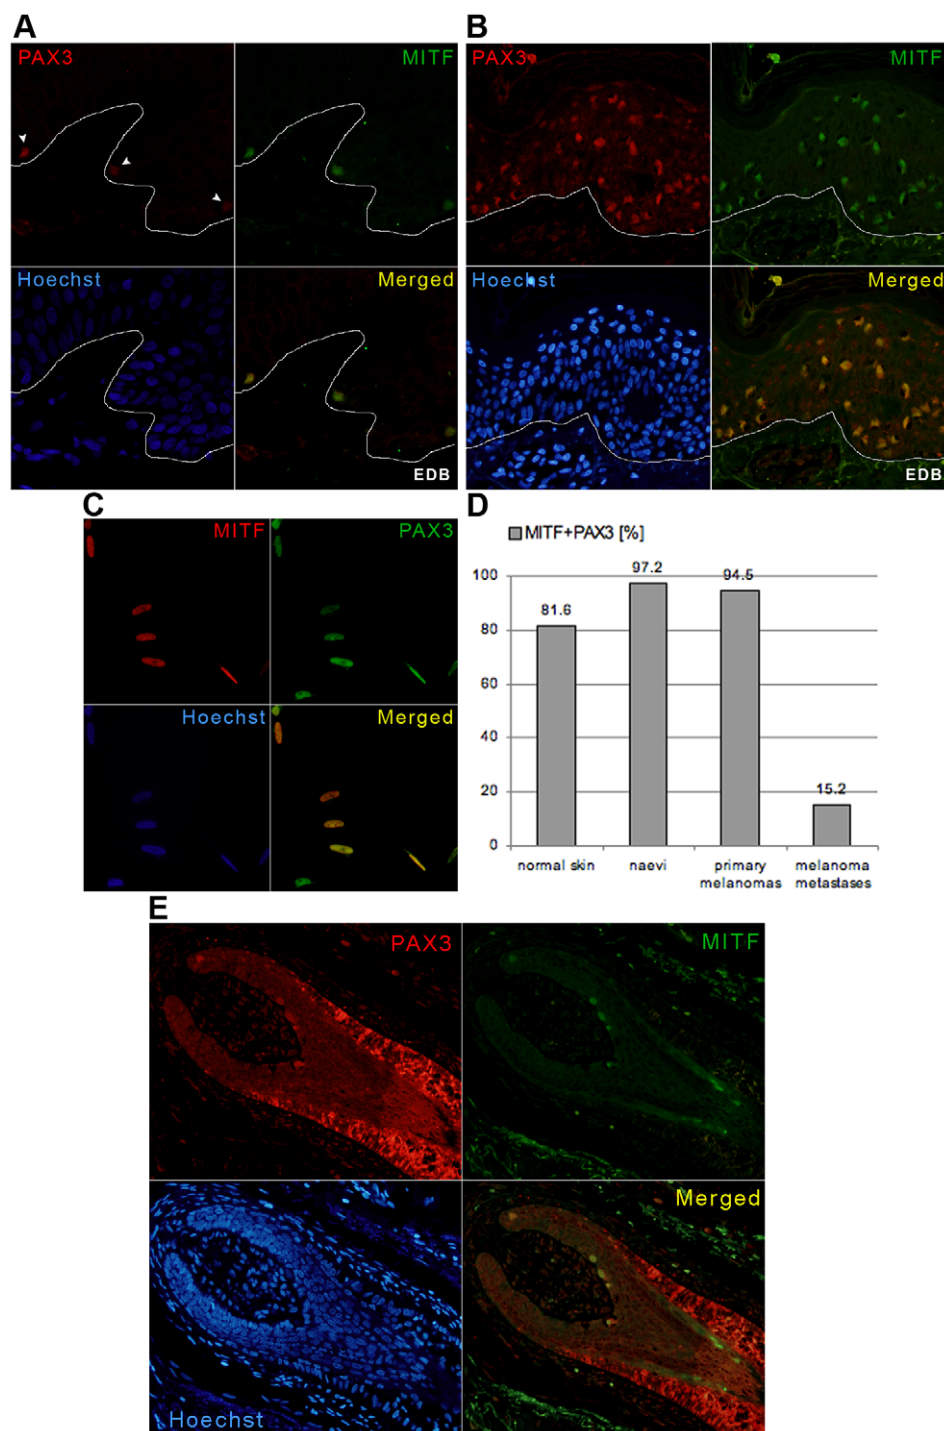 A
B
PAX3
MITF
PAX3
MITF
Hoechst
Merged
Hoechst
Merged
EDB
EDB
C
D
MITF
PAX3
MITF+PAX3 [%]
100
80
60
40
20
0
81.6
97.2
94.5
15.2
normal skin
naevi
primary
melanomas
melanoma
metastases
Hoechst
Merged
E
PAX3
MITF
Merged
Hoechst